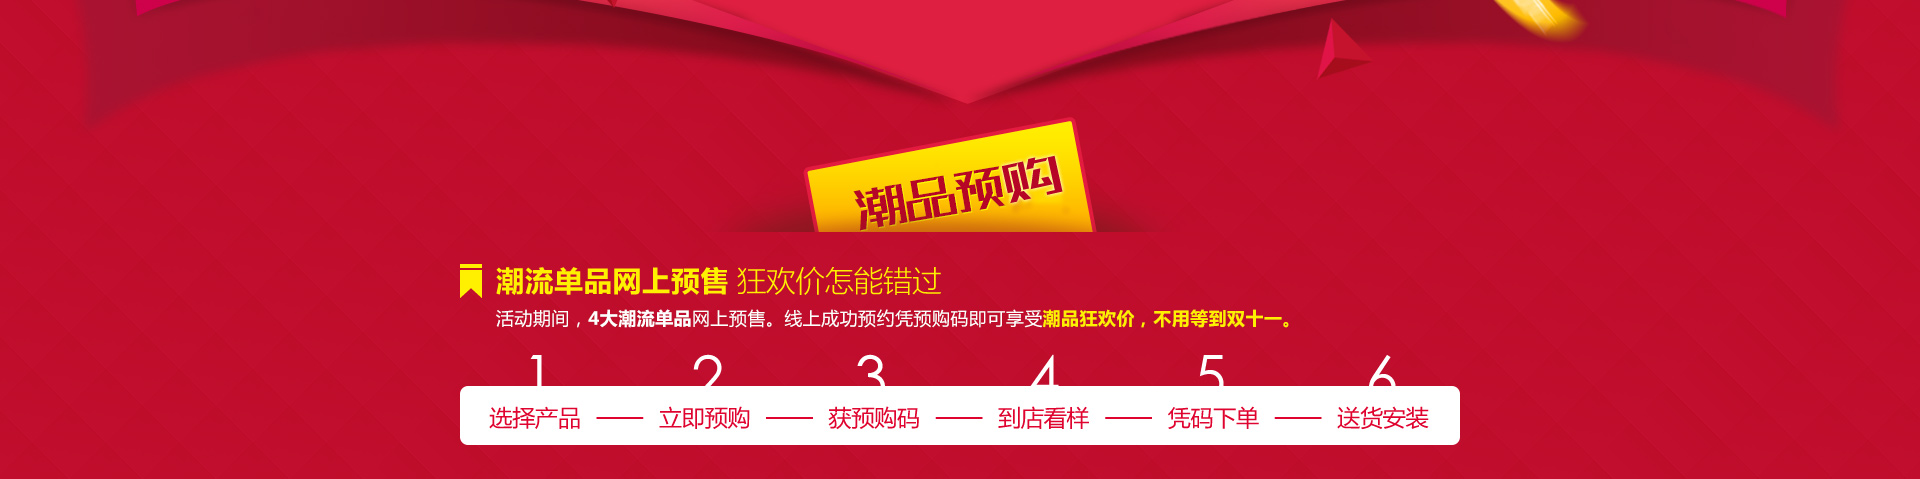 潮品预购
潮流单品网上预售 狂欢价怎能错过
活动期间，4大潮流单品网上预售。线上成功预约凭预购码即可享受潮品狂欢价，不用等到双十一。
1 2 3 4 5 6
选择产品 立即预购 获预购码 到店看样 凭码下单 送货安装